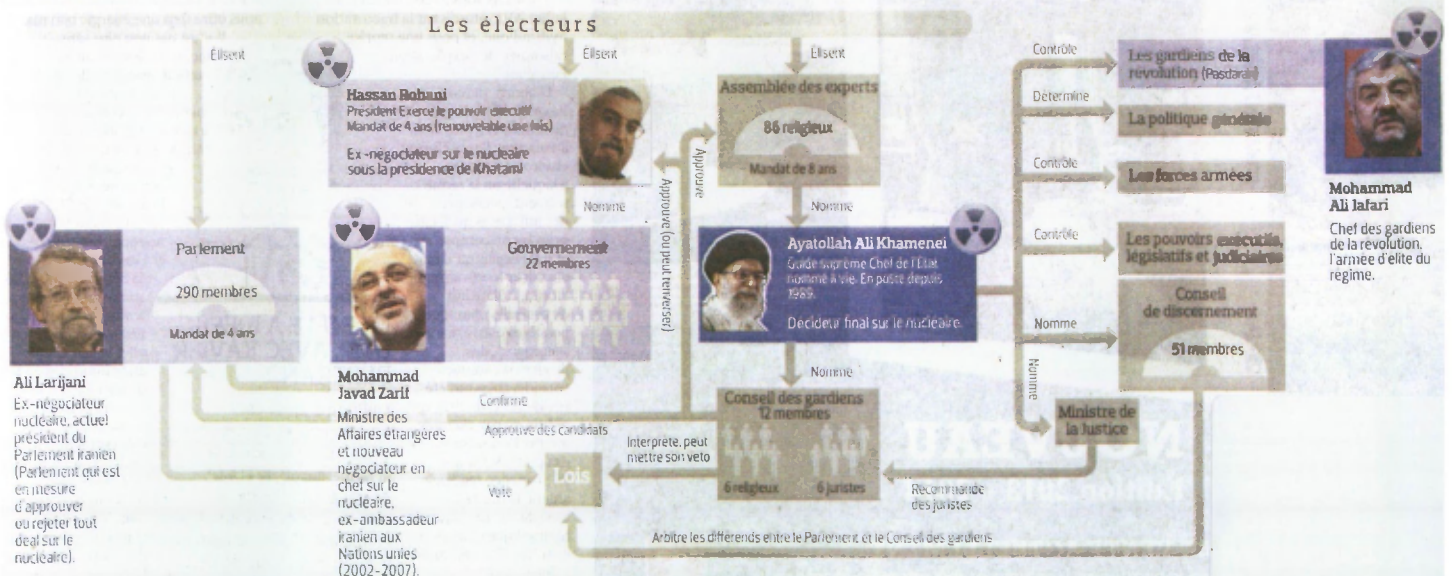 Les électeurs
Élisent
Élisent
Élisent
Hassan Rohani
Président Exerce le pouvoir exécutif
Mandat de 4 ans (renouvelable une fois)
Ex-négociateur sur le nucléaire
sous la présidence de Khatami
Assemblée des experts
86 religieux
Mandat de 8 ans
Contrôle
Les gardiens de la
révolution (Pasdaran)
Détermine
La politique générale
Contrôle
Les forces armées
Contrôle
Les pouvoirs exécutifs,
législatifs et judiciaires
Mohammad
Ali Jafari
Chef des gardiens
de la révolution,
l'armée d'élite du
régime.
Approuve
Approuve (ou peut renverser)
Nomme
Nomme
Parlement
290 membres
Mandat de 4 ans
Gouvernement
22 membres
Ayatollah Ali Khamenei
Guide suprême Chef de l'État
nommé à vie. En poste depuis
1989.
Décideur final sur le nucléaire.
Nomme
Conseil
de discernement
51 membres
Nomme
Nomme
Ali Larijani
Ex-négociateur
nucléaire, actuel
président du
Parlement iranien
(Parlement qui est
en mesure
d'approuver
ou rejeter tout
deal sur le
nucléaire).
Mohammad
Javad Zarif
Ministre des
Affaires étrangères
et nouveau
négociateur en
chef sur le
nucléaire,
ex-ambassadeur
iranien aux
Nations unies
(2002-2007).
Confirme
Approuve des candidats
Vote
Lois
Interprète, peut
mettre son veto
Conseil des gardiens
12 membres
6 religieux
6 juristes
Ministre de
la Justice
Recommande
des juristes
Arbitre les différends entre le Parlement et le Conseil des gardiens
NOUVEAU